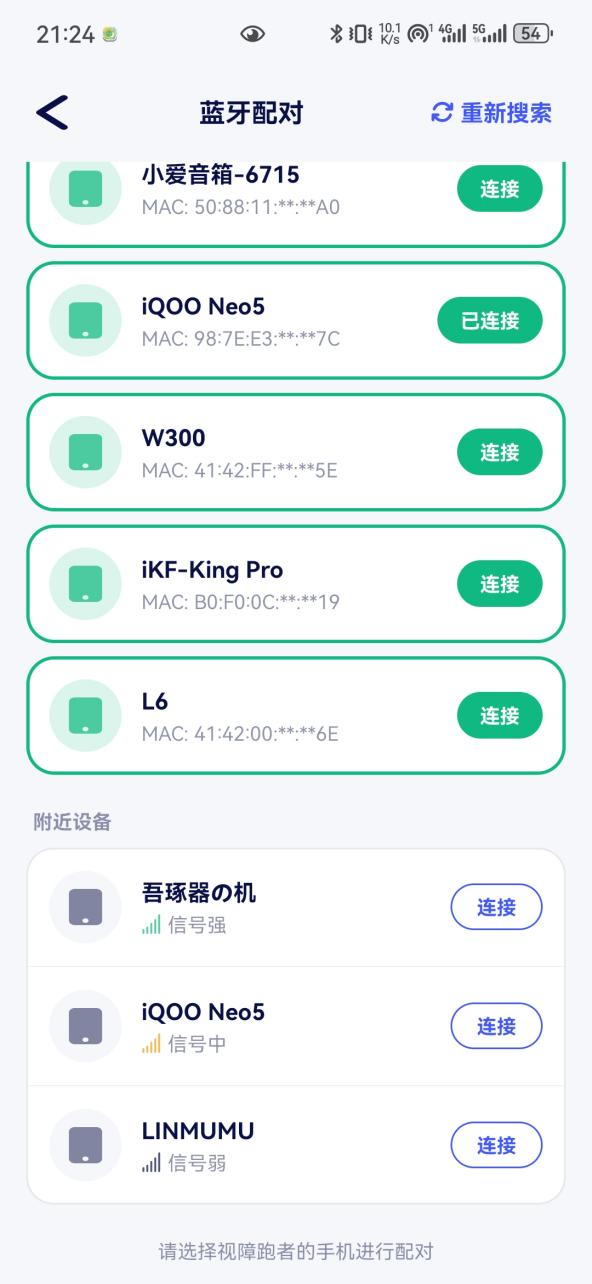 21:24
10.1 K/s
1
4G
5G
54
蓝牙配对
重新搜索
小爱音箱-6715
MAC: 50:88:11:**:**A0
连接
iQOO Neo5
MAC: 98:7E:E3:**:**7C
已连接
W300
MAC: 41:42:FF:**:**5E
连接
iKF-King Pro
MAC: B0:F0:0C:**:**19
连接
L6
MAC: 41:42:00:**:**6E
连接
附近设备
吾琢器の机
信号强
连接
iQOO Neo5
信号中
连接
LINMUMU
信号弱
连接
请选择视障跑者的手机进行配对